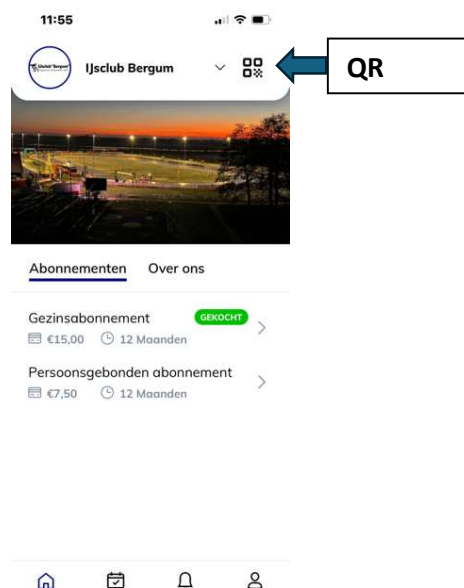 11:55
IJsclub Bergum
QR
Abonnementen Over ons
Gezinsabonnement GEKOCHT
€15,00 12 Maanden
Persoonsgebonden abonnement
€7,50 12 Maanden